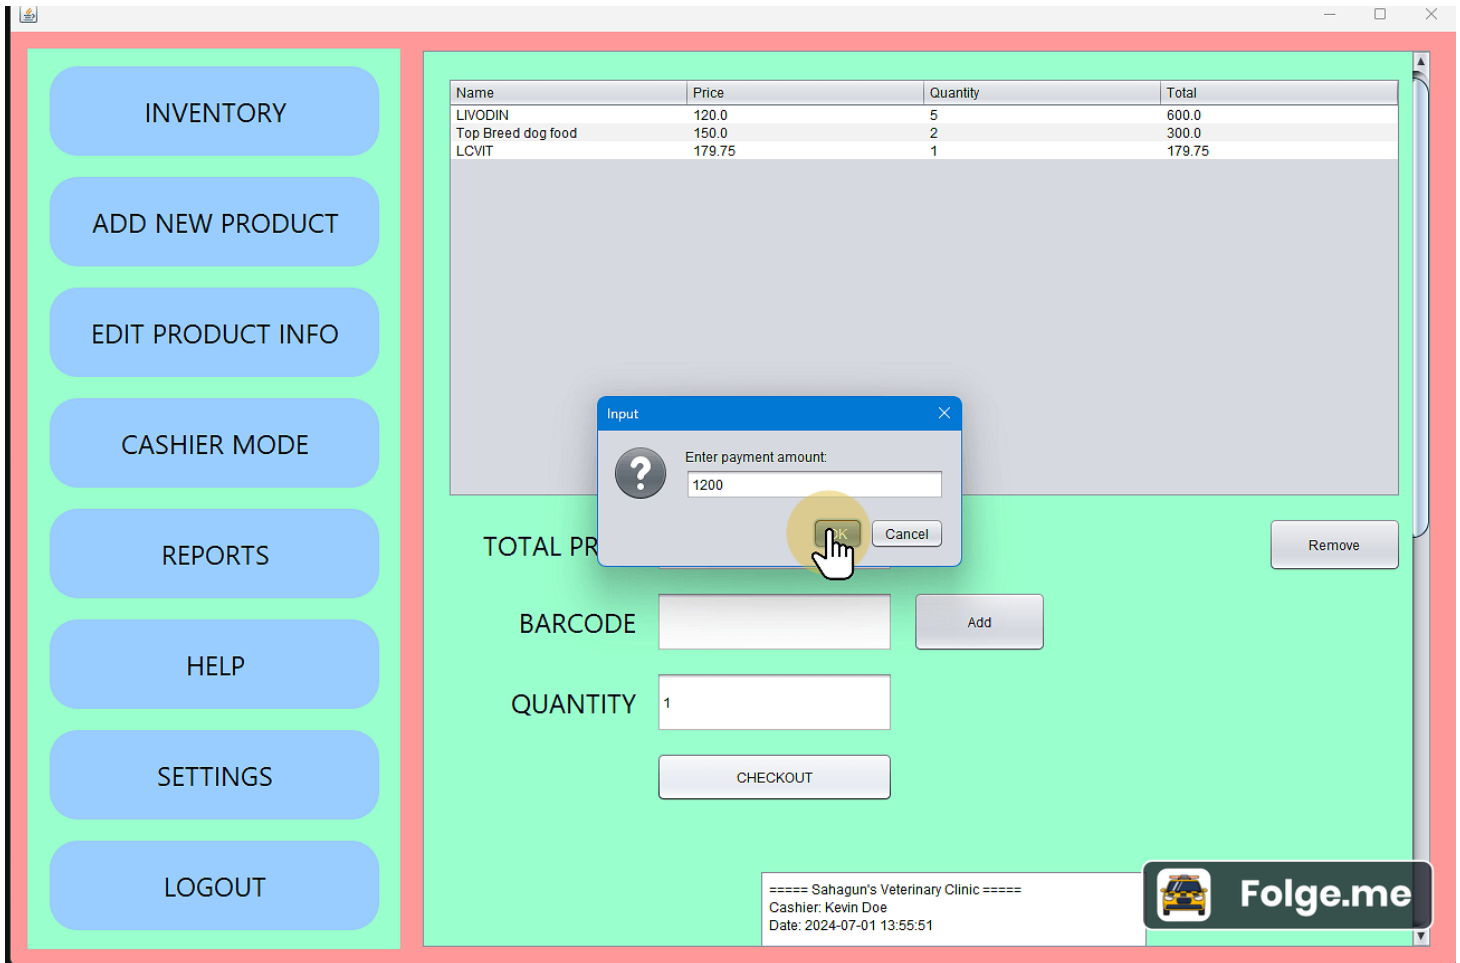 INVENTORY
ADD NEW PRODUCT
EDIT PRODUCT INFO
CASHIER MODE
REPORTS
HELP
SETTINGS
LOGOUT
Name Price Quantity Total
LIVODIN 120.0 5 600.0
Top Breed dog food 150.0 2 300.0
LCVIT 179.75 1 179.75
Input
Enter payment amount:
1200
Cancel
TOTAL PR
Remove
BARCODE
Add
QUANTITY 1
CHECKOUT
===== Sahagun's Veterinary Clinic =====
Cashier: Kevin Doe
Date: 2024-07-01 13:55:51
Folge.me